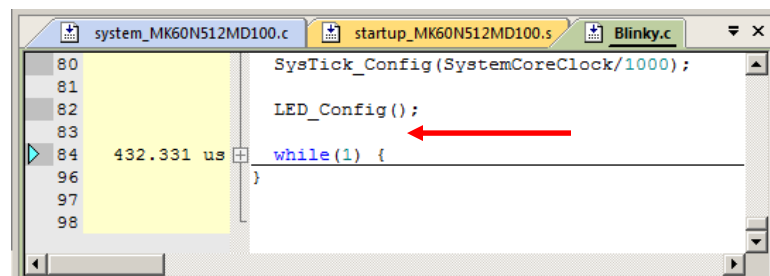 system_MK60N512MD100.c startup_MK60N512MD100.s Blinky.c
80 SysTick_Config(SystemCoreClock/1000);
81
82 LED_Config();
83
84 432.331 us while(1) {
96 }
97
98